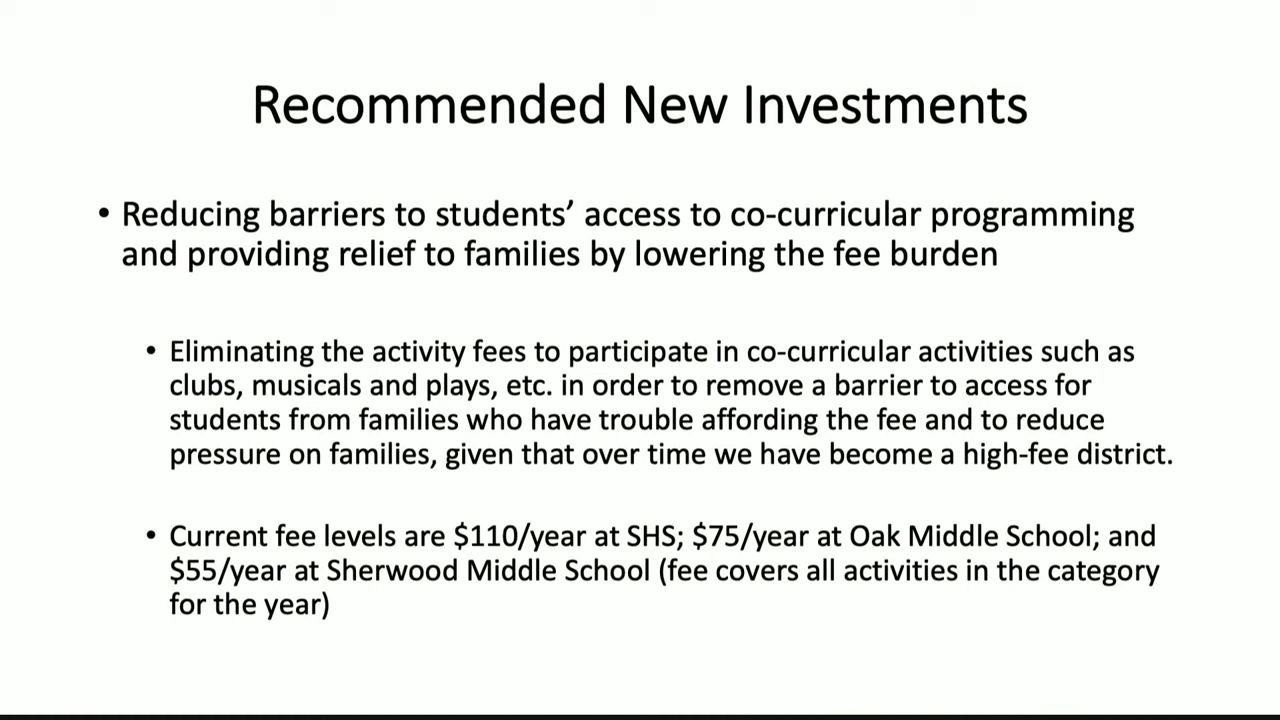 Recommended New Investments
• Reducing barriers to students’ access to co-curricular programming
and providing relief to families by lowering the fee burden
• Eliminating the activity fees to participate in co-curricular activities such as
clubs, musicals and plays, etc. in order to remove a barrier to access for
students from families who have trouble affording the fee and to reduce
pressure on families, given that over time we have become a high-fee district.
• Current fee levels are $110/year at SHS; $75/year at Oak Middle School; and
$55/year at Sherwood Middle School (fee covers all activities in the category
for the year)